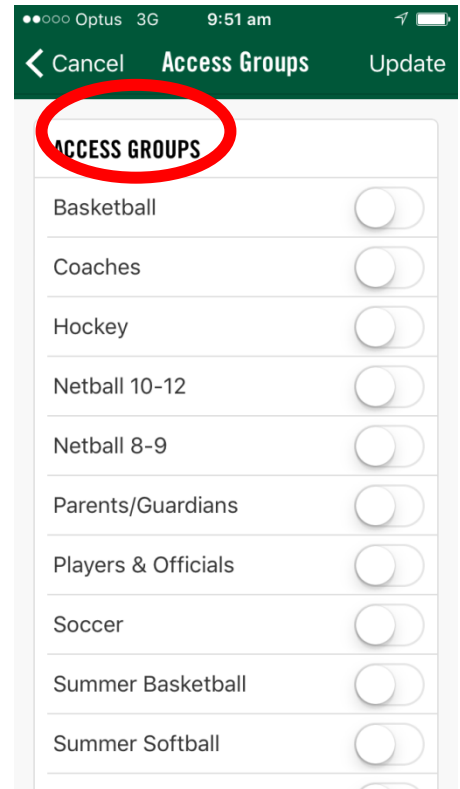 Optus 3G 9:51 am
Cancel Access Groups Update
ACCESS GROUPS
Basketball
Coaches
Hockey
Netball 10-12
Netball 8-9
Parents/Guardians
Players & Officials
Soccer
Summer Basketball
Summer Softball